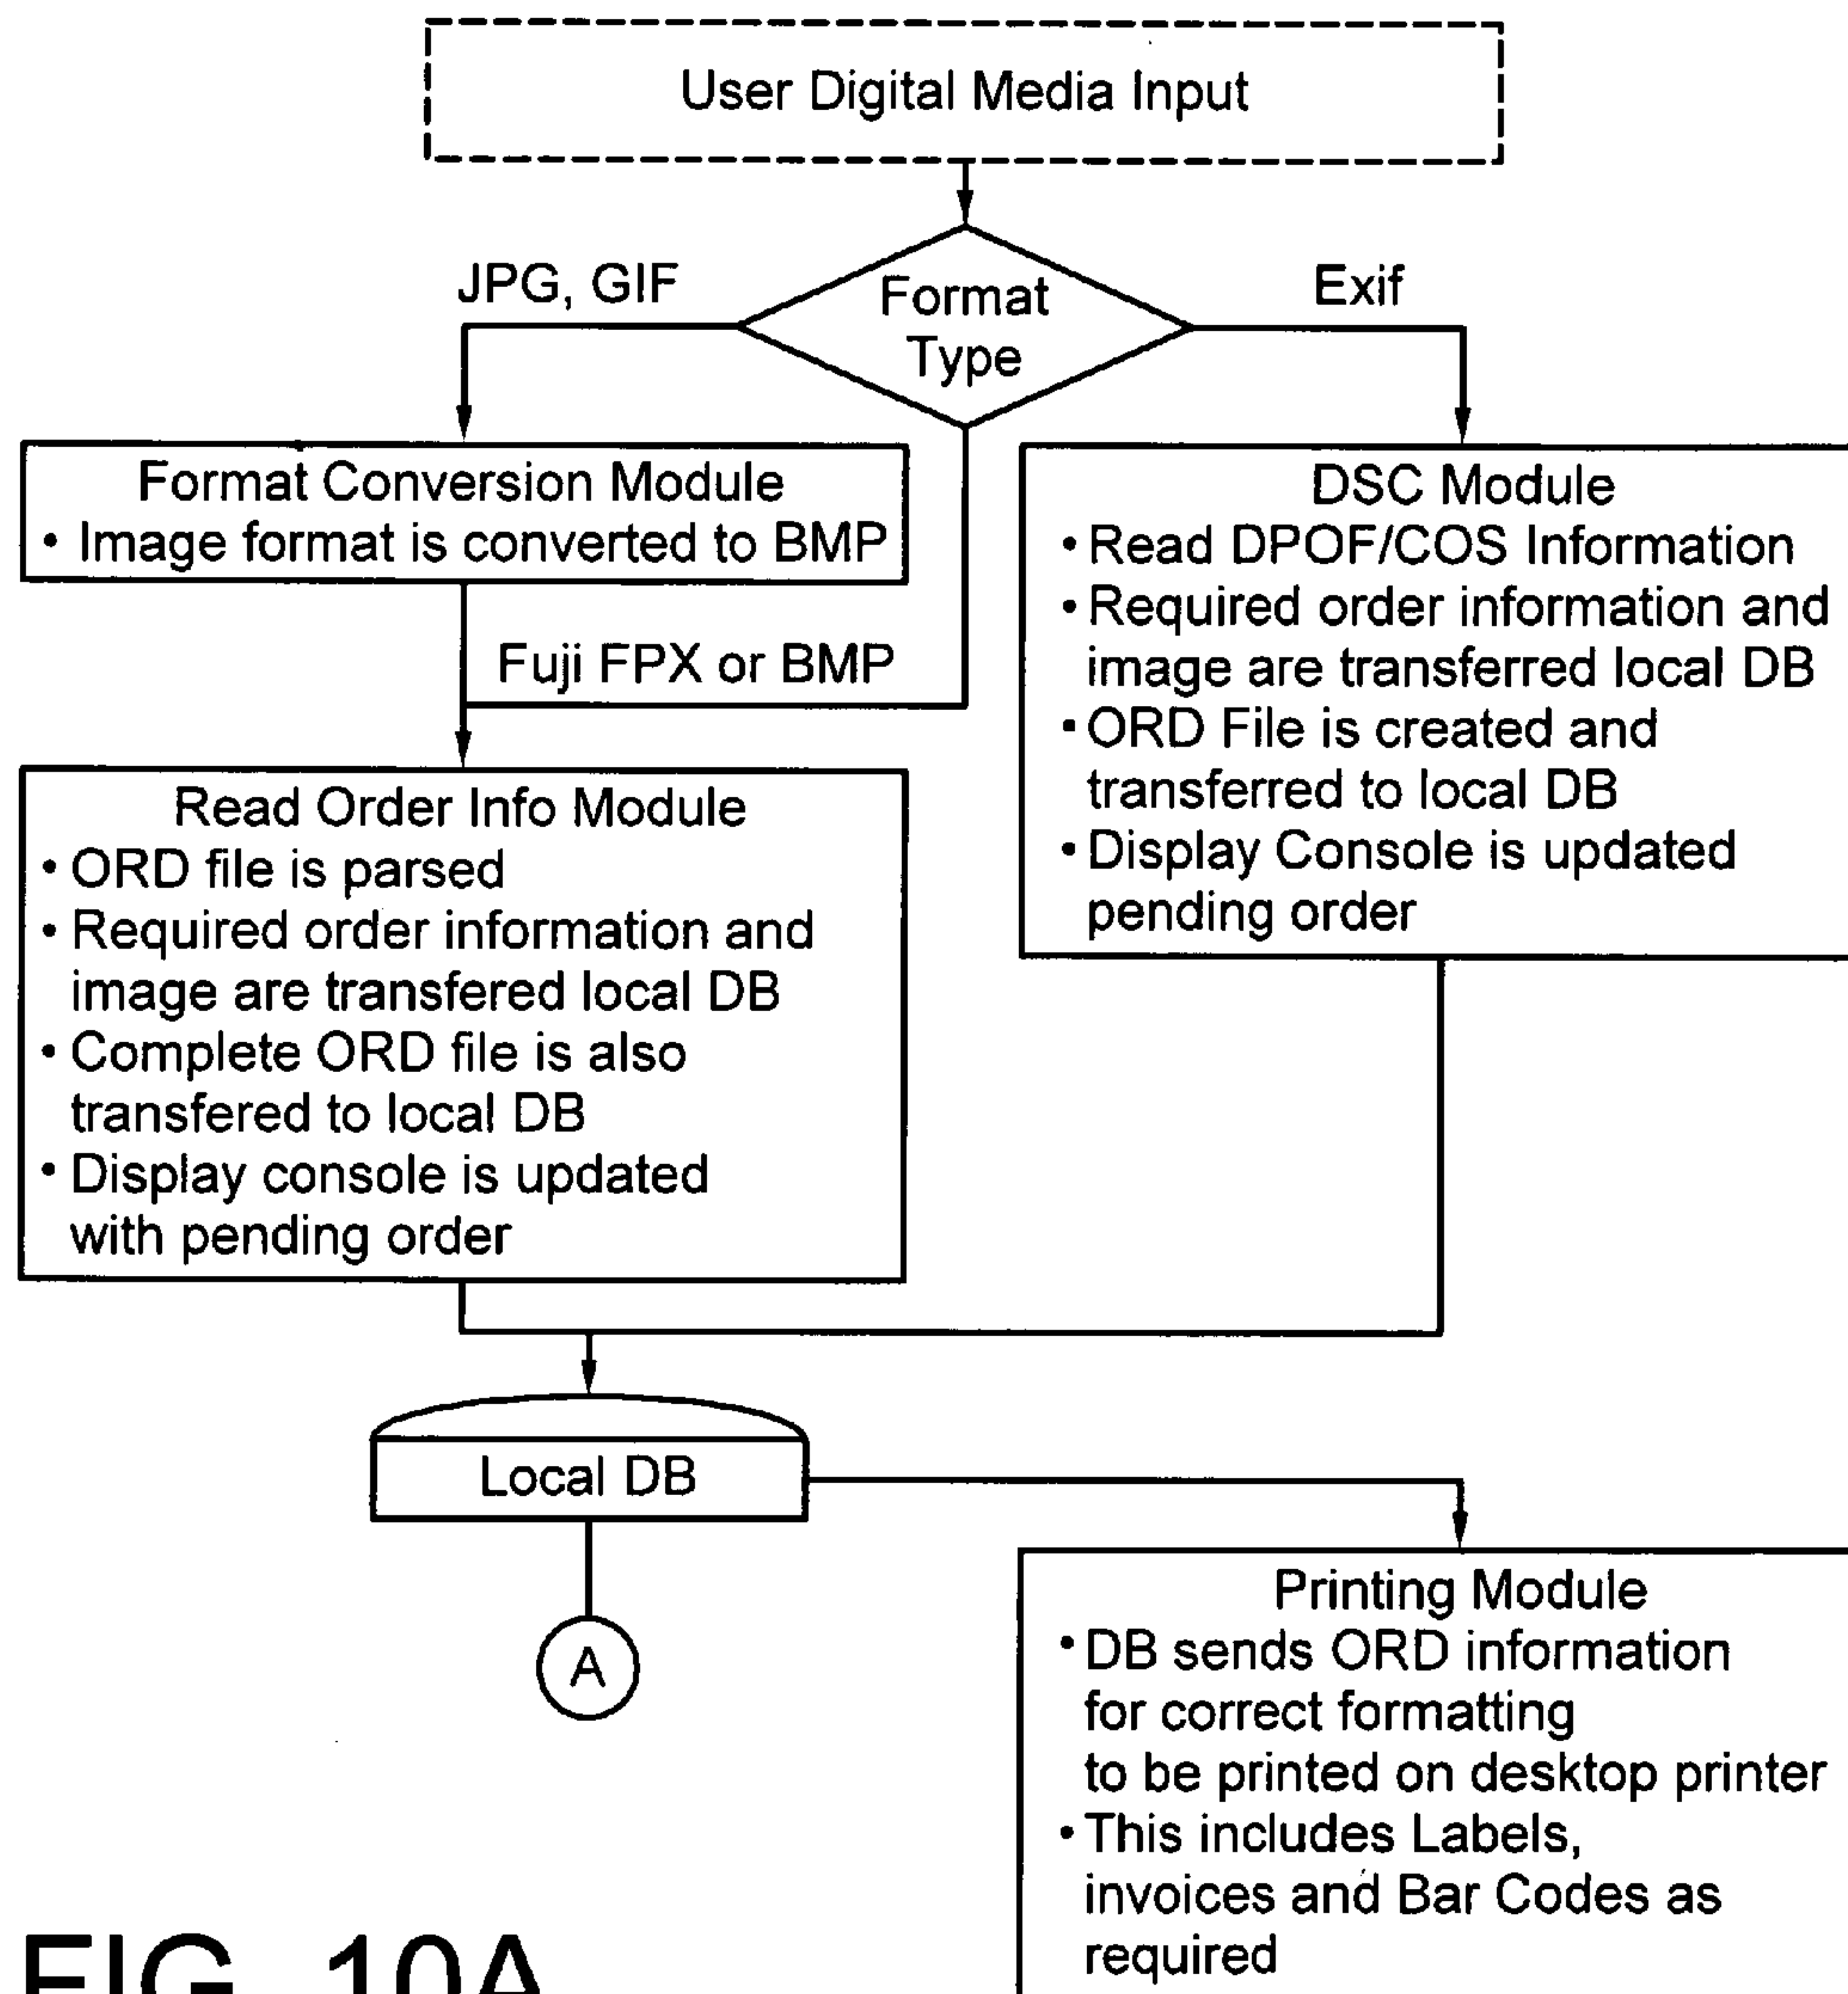 User Digital Media Input
Format
Type
JPG, GIF
Exif
Format Conversion Module
• Image format is converted to BMP
Fuji FPX or BMP
DSC Module
• Read DPOF/COS Information
• Required order information and
image are transferred local DB
• ORD File is created and
transferred to local DB
• Display Console is updated
pending order
Read Order Info Module
• ORD file is parsed
• Required order information and
image are transfered local DB
• Complete ORD file is also
transfered to local DB
• Display console is updated
with pending order
Local DB
A
Printing Module
• DB sends ORD information
for correct formatting
to be printed on desktop printer
• This includes Labels,
invoices and Bar Codes as
required
FIG. 10A